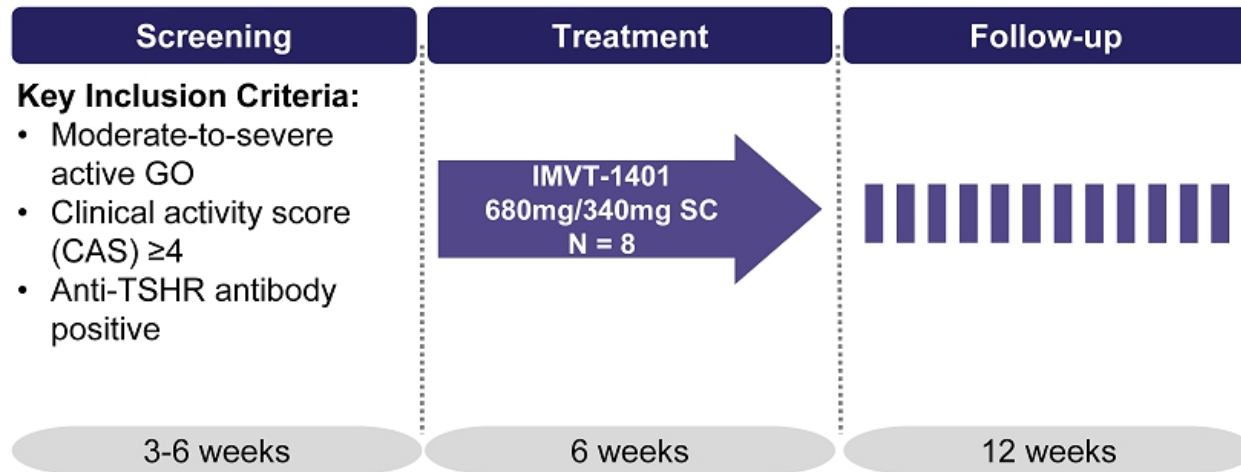 Screening
Treatment
Follow-up
Key Inclusion Criteria:
• Moderate-to-severe
active GO
• Clinical activity score
(CAS) ≥4
• Anti-TSHR antibody
positive
IMVT-1401
680mg/340mg SC
N = 8
3-6 weeks
6 weeks
12 weeks